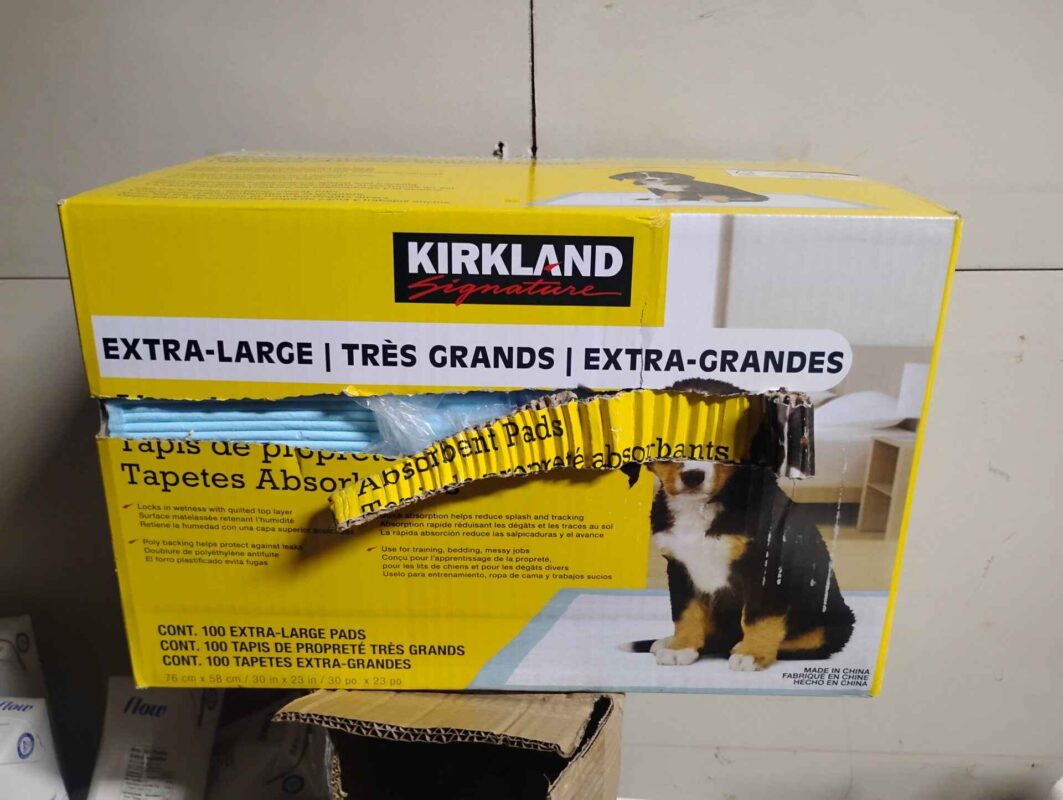 KIRKLAND
Signature
EXTRA-LARGE | TRÈS GRANDS | EXTRA-GRANDES
Absorbent Pads
propreté absorbants
Tapis de propreté
Tapetes Absor
Locks in wetness with quilted top layer
Surface matelassée retenant l'humidité
Retiene la humedad con una capa superior
Poly backing helps protect against leaks
Doublure de polyéthylène antifuite
El forro plastificado evita fugas
absorption helps reduce splash and tracking
Absorption rapide réduisant les dégâts et les traces au sol
La rápida absorción reduce las salpicaduras y el avance
Use for training, bedding, messy jobs
Conçu pour l'apprentissage de la propreté,
pour les lits de chiens et pour les dégâts divers
Úselo para entrenamiento, ropa de cama y trabajos sucios
CONT. 100 EXTRA-LARGE PADS
CONT. 100 TAPIS DE PROPRETÉ TRÈS GRANDS
CONT. 100 TAPETES EXTRA-GRANDES
76 cm x 58 cm / 30 in x 23 in / 30 po. x 23 po
MADE IN CHINA
FABRIQUÉ EN CHINE
HECHO EN CHINA
flow
flow